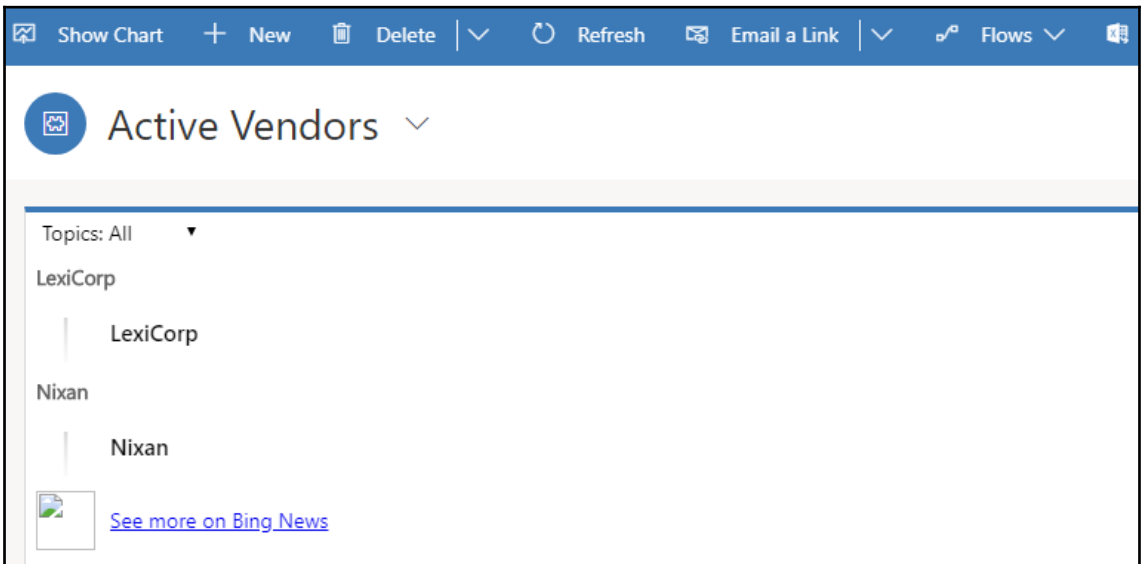 Show Chart New Delete Refresh Email a Link Flows
Active Vendors
Topics: All
LexiCorp
LexiCorp
Nixan
Nixan
See more on Bing News